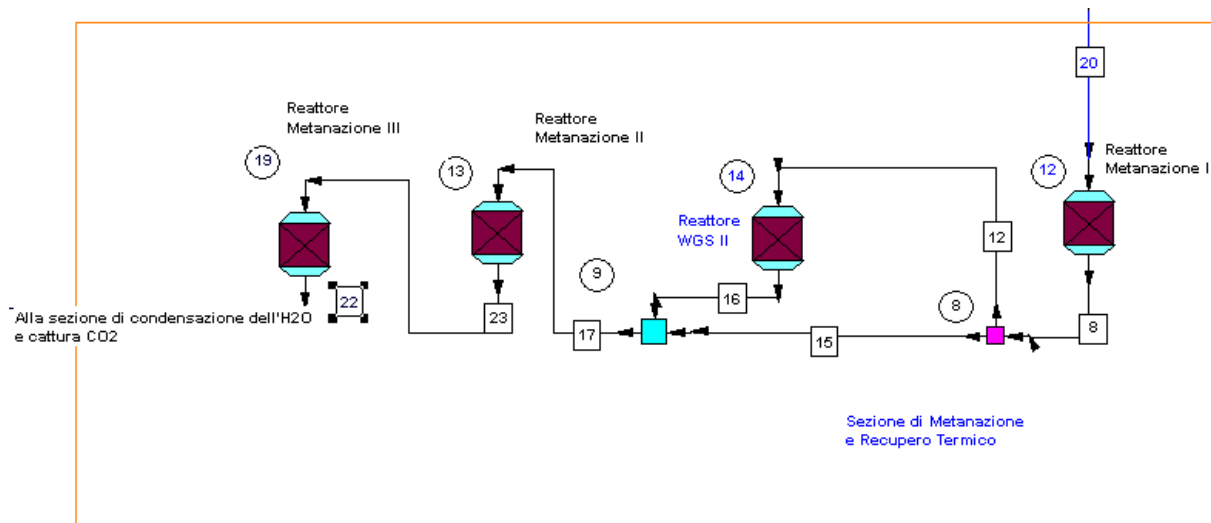 20
Reattore
Metanazione III
Reattore
Metanazione II
Reattore
Metanazione I
19
13
14
12
Reattore
WGS II
12
9
16
8
22
Alla sezione di condensazione dell'H2O
e cattura CO2
23
17
15
8
Sezione di Metanazione
e Recupero Termico